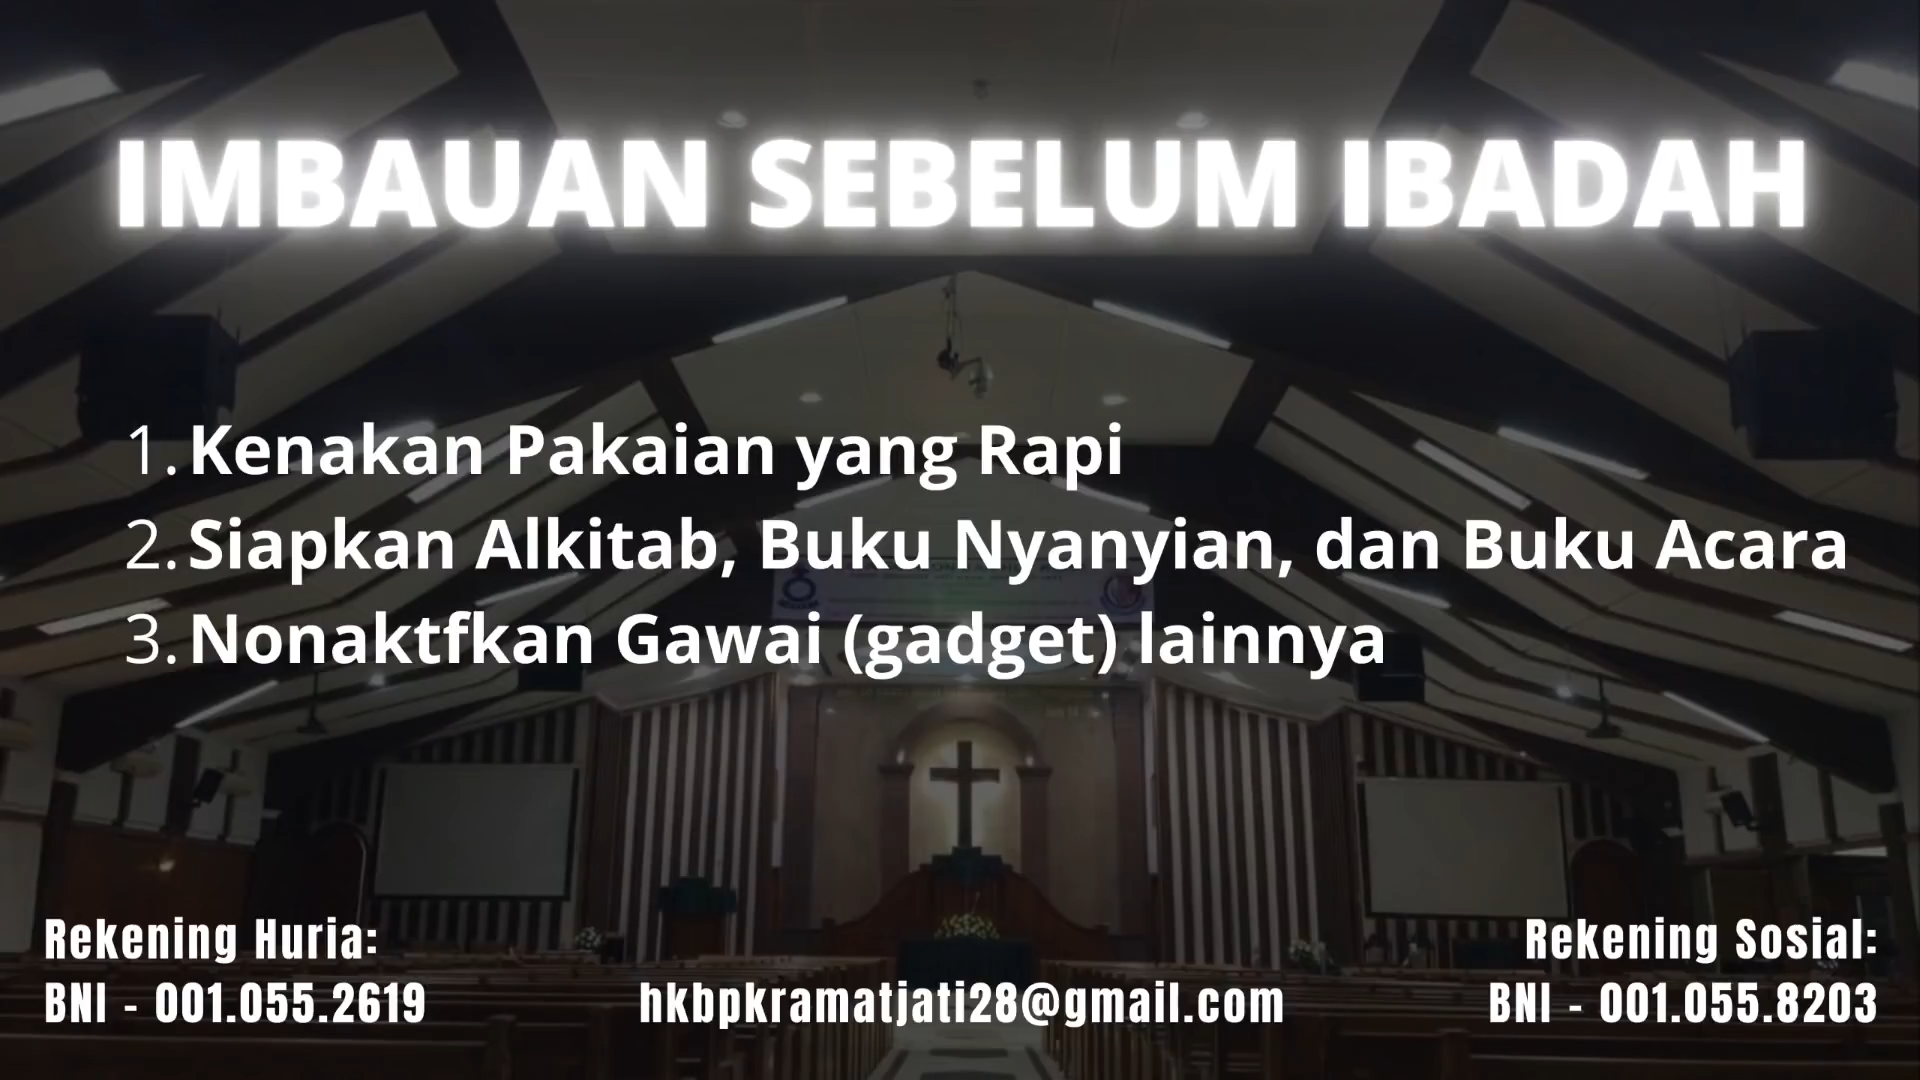 IMBAUAN SEBELUM IBADAH
1. Kenakan Pakaian yang Rapi
2. Siapkan Alkitab, Buku Nyanyian, dan Buku Acara
3. Nonaktfkan Gawai (gadget) lainnya
Rekening Huria:
BNI - 001.055.2619
hkbpkramatjati28@gmail.com
Rekening Sosial:
BNI - 001.055.8203